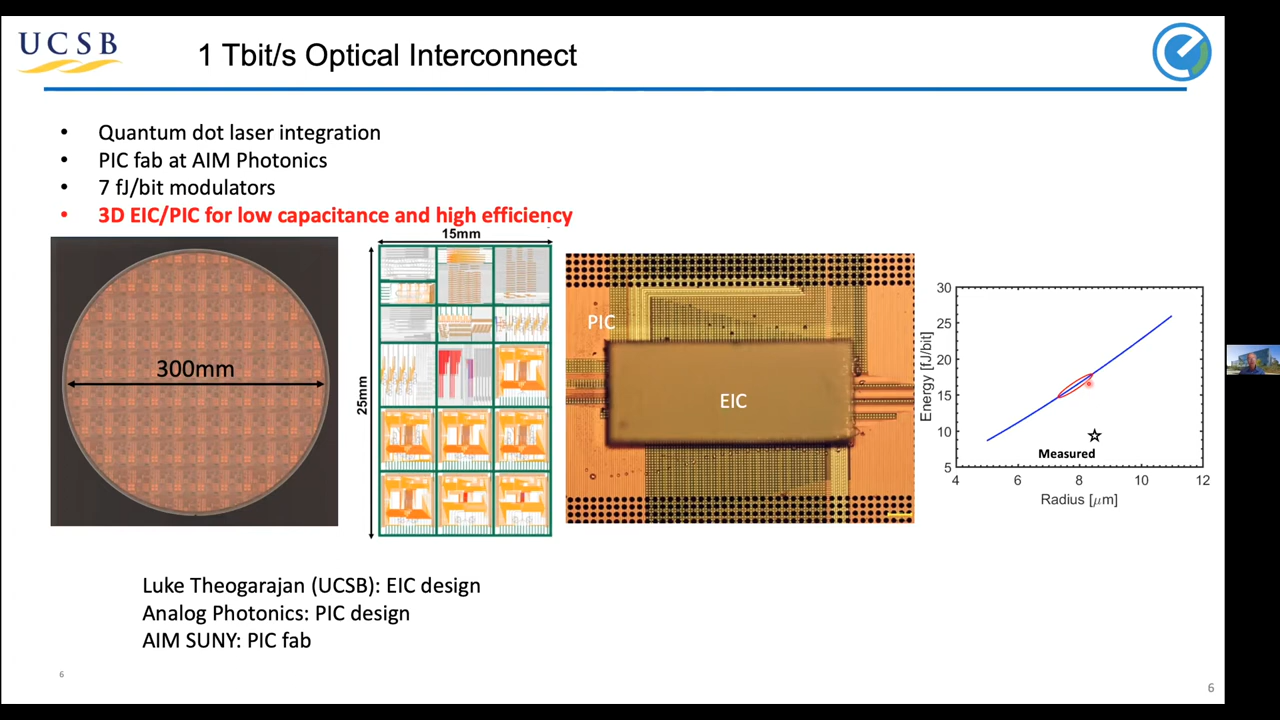 UCSB
1 Tbit/s Optical Interconnect
• Quantum dot laser integration
• PIC fab at AIM Photonics
• 7 fJ/bit modulators
• 3D EIC/PIC for low capacitance and high efficiency
300mm
15mm
25mm
PIC
EIC
Energy [fJ/bit]
30
25
20
15
10
5
Measured
4 6 8 10 12
Radius [μm]
Luke Theogarajan (UCSB): EIC design
Analog Photonics: PIC design
AIM SUNY: PIC fab
6
6